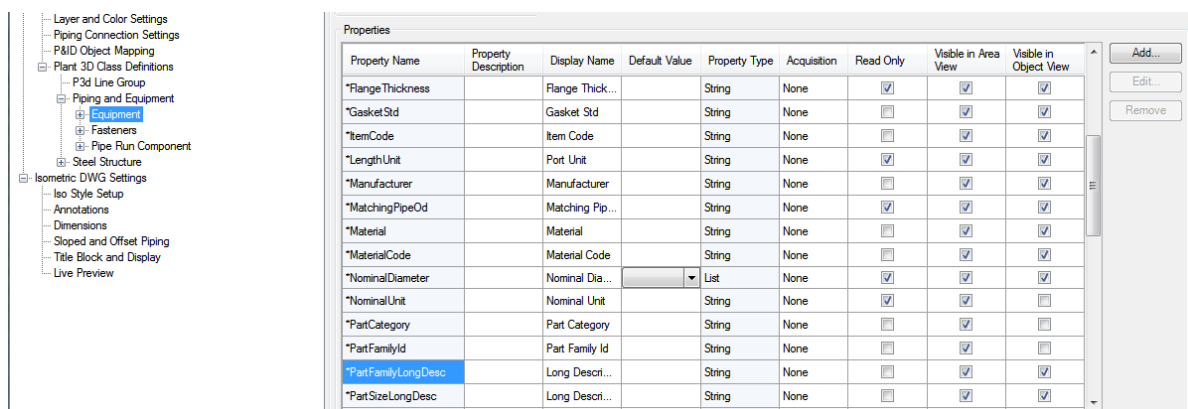 Layer and Color Settings
Piping Connection Settings
P&ID Object Mapping
Plant 3D Class Definitions
P3d Line Group
Piping and Equipment
Equipment
Fasteners
Pipe Run Component
Steel Structure
Isometric DWG Settings
Iso Style Setup
Annotations
Dimensions
Sloped and Offset Piping
Title Block and Display
Live Preview
Properties
Property Name Property Description Display Name Default Value Property Type Acquisition Read Only Visible in Area View Visible in Object View
*FlangeThickness Flange Thick... String None
*GasketStd Gasket Std String None
*ItemCode Item Code String None
*LengthUnit Port Unit String None
*Manufacturer Manufacturer String None
*MatchingPipeOd Matching Pip... String None
*Material Material String None
*MaterialCode Material Code String None
*NominalDiameter Nominal Dia... List None
*NominalUnit Nominal Unit String None
*PartCategory Part Category String None
*PartFamilyId Part Family Id String None
*PartFamilyLongDesc Long Descri... String None
*PartSizeLongDesc Long Descri... String None
Add...
Edit...
Remove